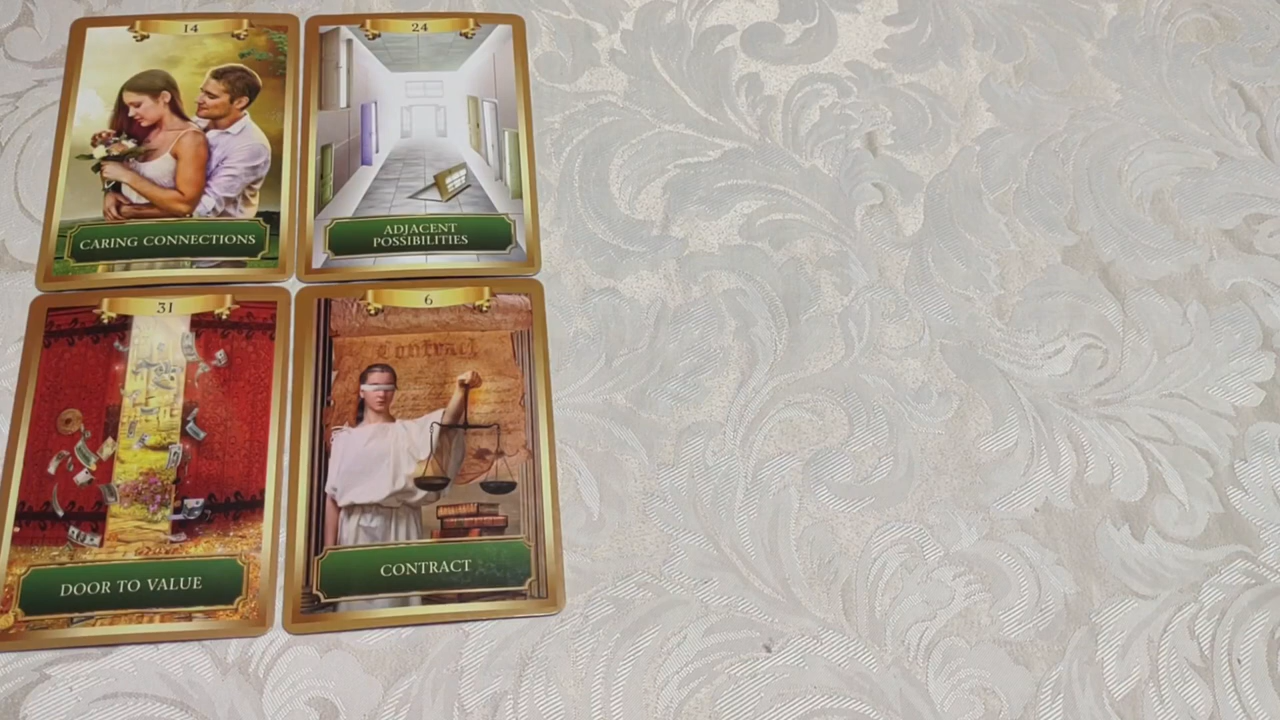 14
CARING CONNECTIONS
24
ADJACENT
POSSIBILITIES
31
DOOR TO VALUE
6
Contract
CONTRACT